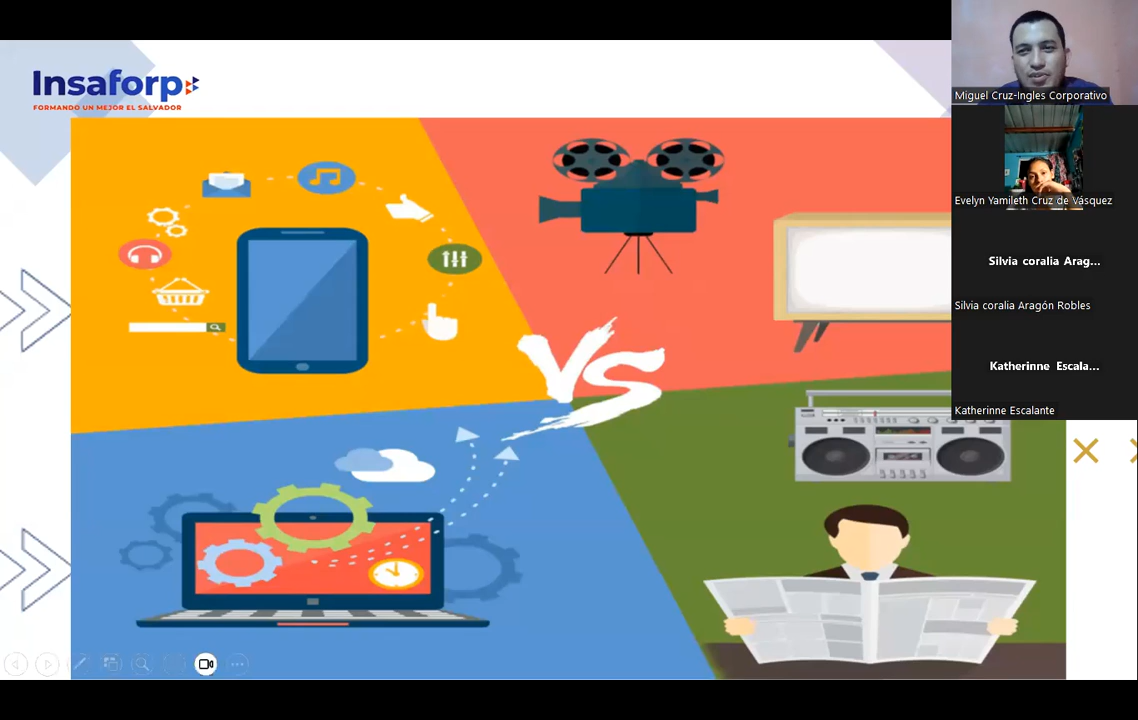 Insaforp
FORMANDO UN MEJOR EL SALVADOR
VS
Miguel Cruz-Ingles Corporativo
Evelyn Yamileth Cruz de Vásquez
Silvia coralia Arag...
Silvia coralia Aragón Robles
Katherinne Escala...
Katherinne Escalante